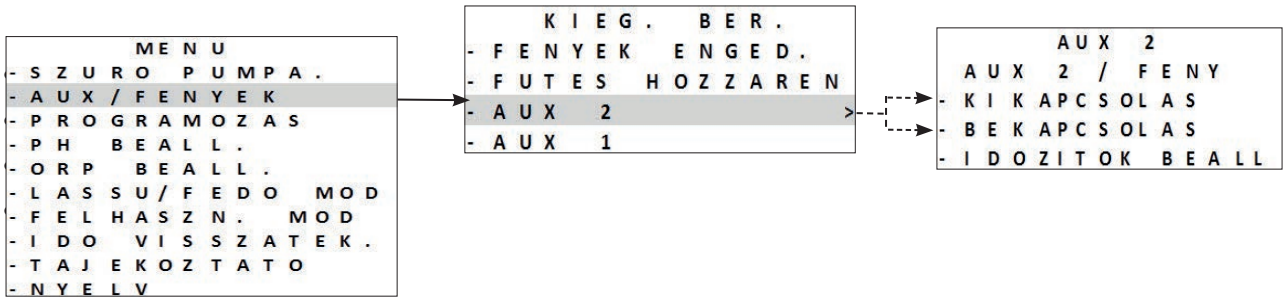 MENU
- SZURO PUMPA.
- AUX/FENYEK
- PROGRAMOZAS
- PH BEALL.
- ORP BEALL.
- LASSU/FEDO MOD
- FELHASZN. MOD
- IDO VISSZATEK.
- TAJEKOZTATO
- NYELV
KIEG. BER.
- FENYEK ENGED.
- FUTES HOZZAREN
- AUX 2 >
- AUX 1
AUX 2
AUX 2 / FENY
- KIKAPCSOLAS
- BEKAPCSOLAS
- IDOZITOK BEALL